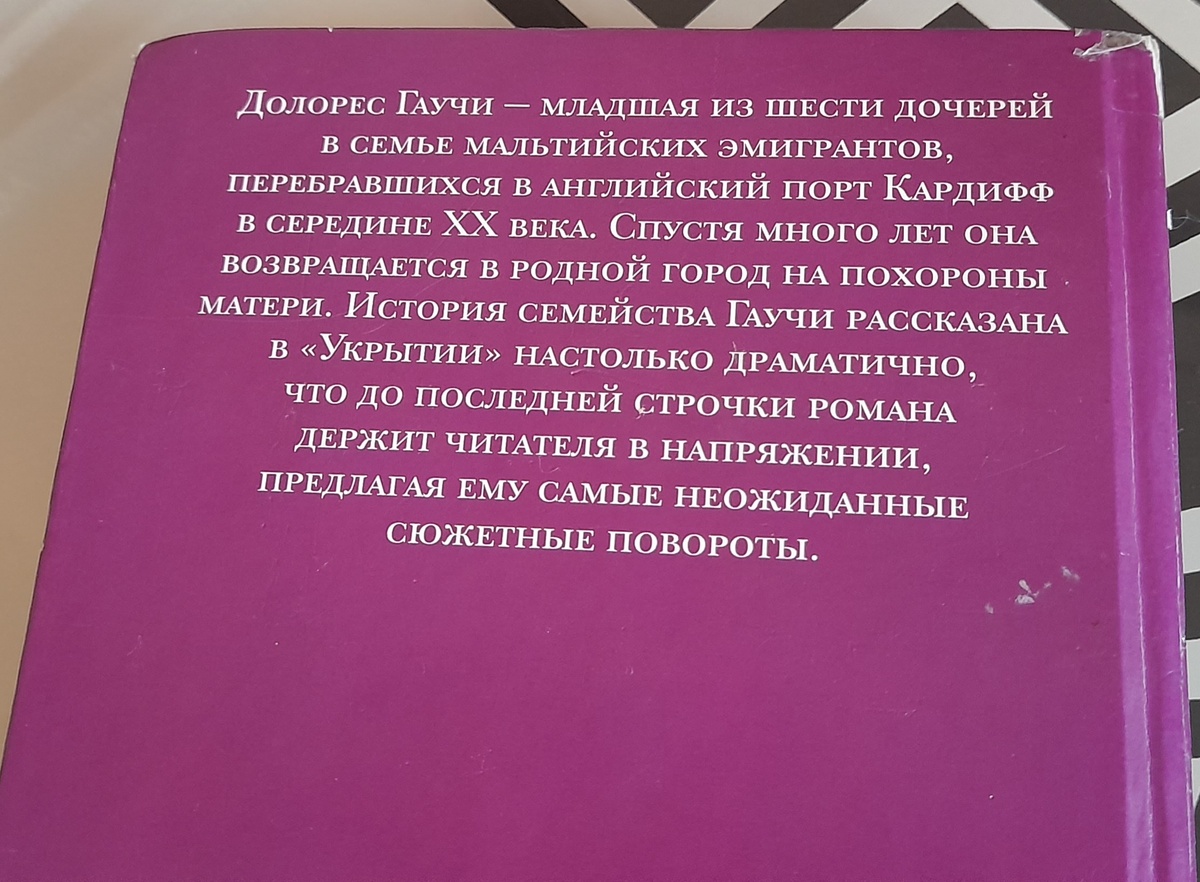 Долорес Гаучи — младшая из шести дочерей
в семье мальтийских эмигрантов,
перебравшихся в английский порт Кардифф
в середине XX века. Спустя много лет она
возвращается в родной город на похороны
матери. История семейства Гаучи рассказана
в «Укрытии» настолько драматично,
что до последней строчки романа
держит читателя в напряжении,
предлагая ему самые неожиданные
сюжетные повороты.